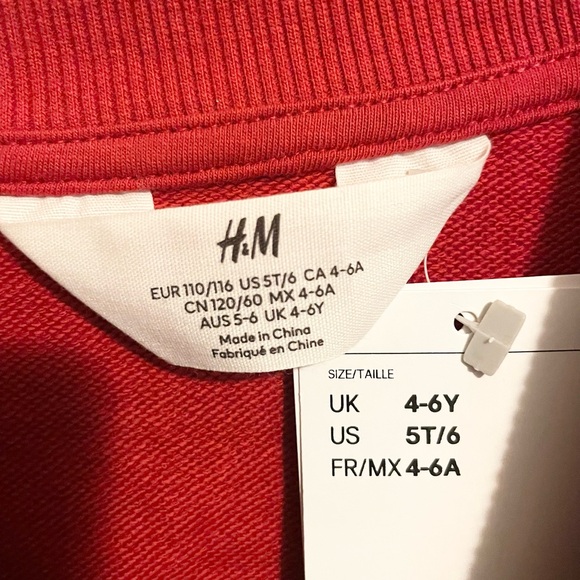 H&M
EUR 110/116 US 5T/6 CA 4-6A
CN 120/60 MX 4-6A
AUS 5-6 UK 4-6Y
Made in China
Fabriqué en Chine
SIZE/TAILLE
UK 4-6Y
US 5T/6
FR/MX 4-6A